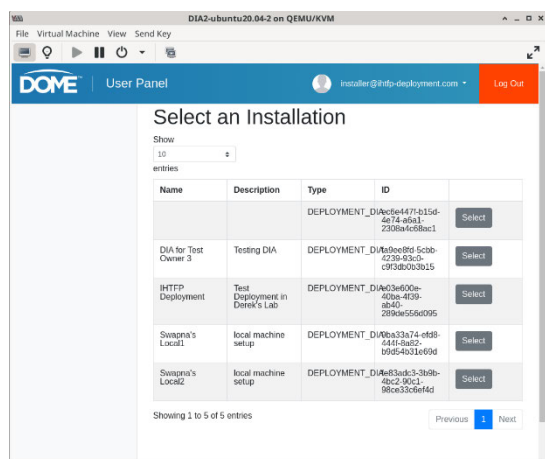 DIA2-ubuntu20.04-2 on QEMU/KVM
File Virtual Machine View Send Key
DOME User Panel installer@ihtfp-deployment.com Log Out
Select an Installation
Show
10
entries
Name Description Type ID
DEPLOYMENT_DIA ec6e447f-b15d-
4e74-a6a1-
2308a4c68ac1
Select
DIA for Test
Owner 3
Testing DIA
DEPLOYMENT_DIA fa9ee8fd-5cbb-
4239-93c0-
c9f3db0b3b15
Select
IHTFP
Deployment
Test
Deployment in
Derek's Lab
DEPLOYMENT_DIA e03e600e-
40ba-4f39-
ab40-
289de556d095
Select
Swapna's
Local1
local machine
setup
DEPLOYMENT_DIA 0ba33a74-efd8-
444f-8a82-
b9d54b31e69d
Select
Swapna's
Local2
local machine
setup
DEPLOYMENT_DIA fe83adc3-3b9b-
4bc2-90c1-
98ce33c6ef4d
Select
Showing 1 to 5 of 5 entries
Previous 1 Next